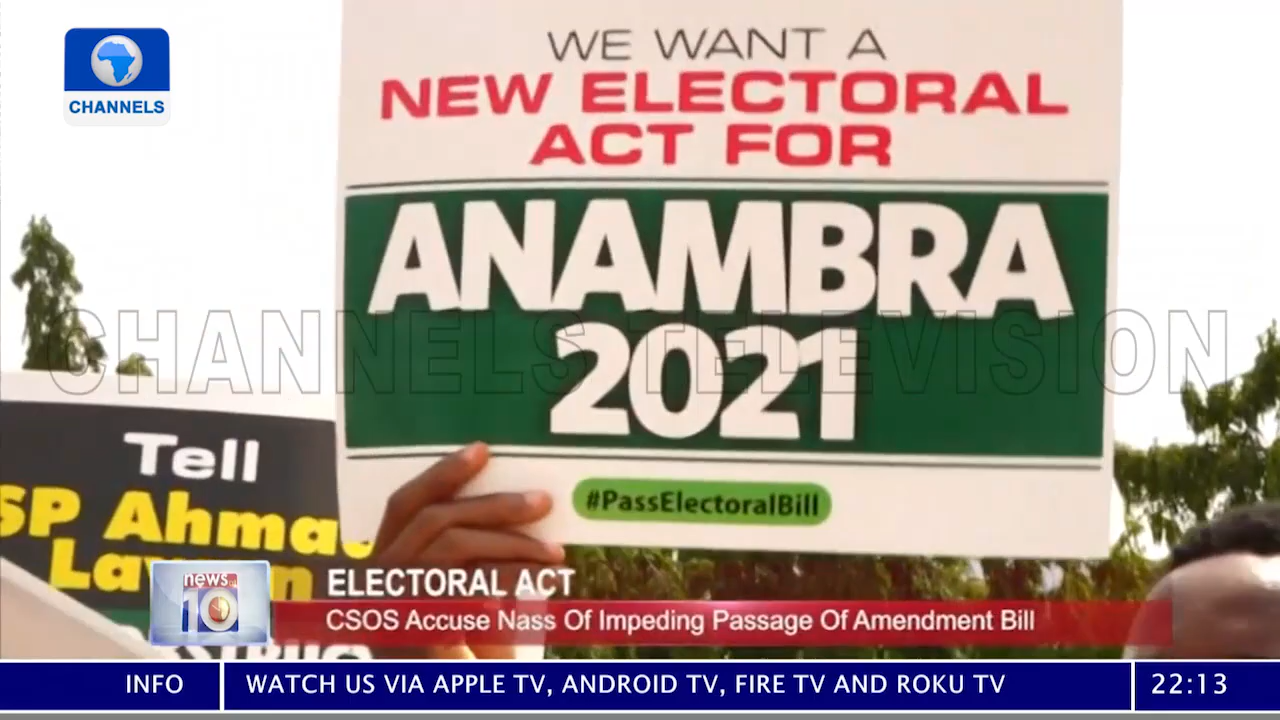 CHANNELS
WE WANT A
NEW ELECTORAL
ACT FOR
ANAMBRA
2021
#PassElectoralBill
CHANNELS TELEVISION
Tell
SP Ahma
news
10
ELECTORAL ACT
CSOS Accuse Nass Of Impeding Passage Of Amendment Bill
INFO
WATCH US VIA APPLE TV, ANDROID TV, FIRE TV AND ROKU TV
22:13